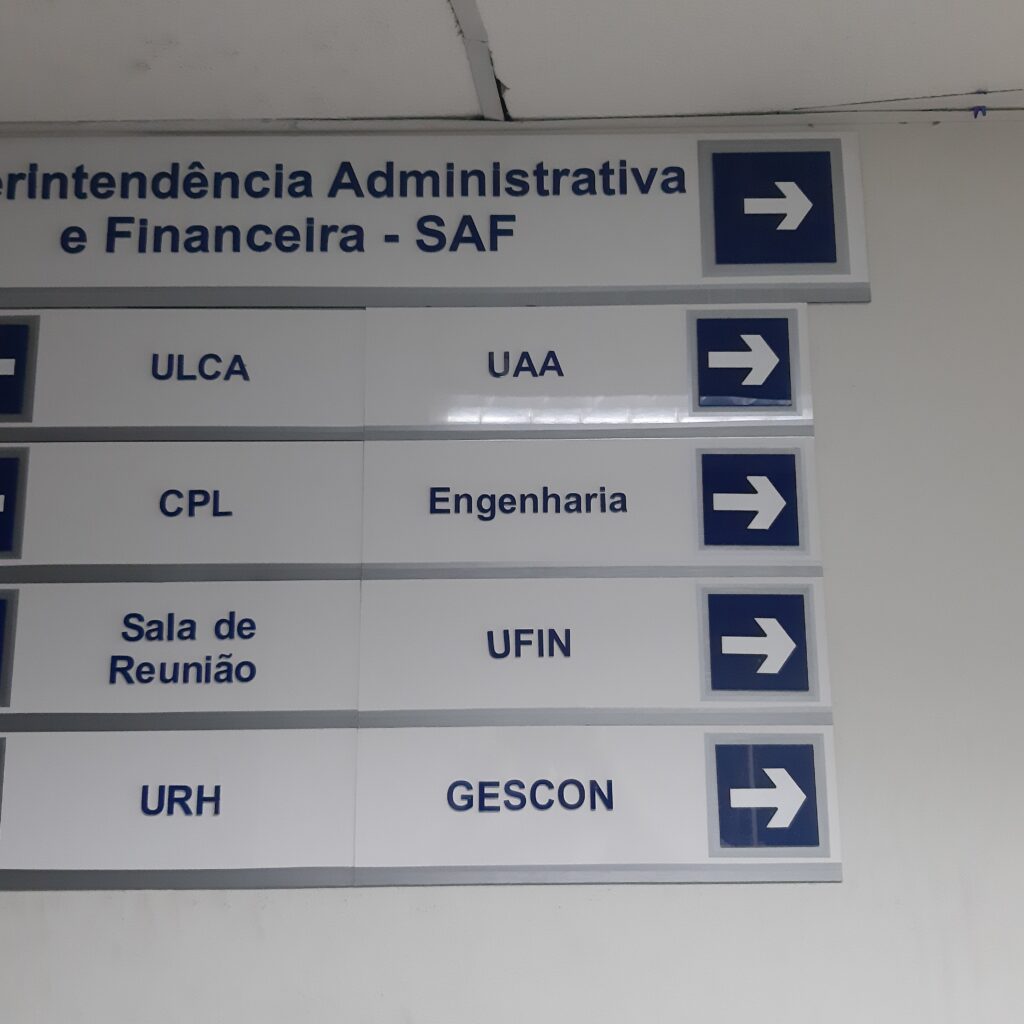 erintendência Administrativa
e Financeira - SAF
ULCA
UAA
CPL
Engenharia
Sala de
Reunião
UFIN
URH
GESCON